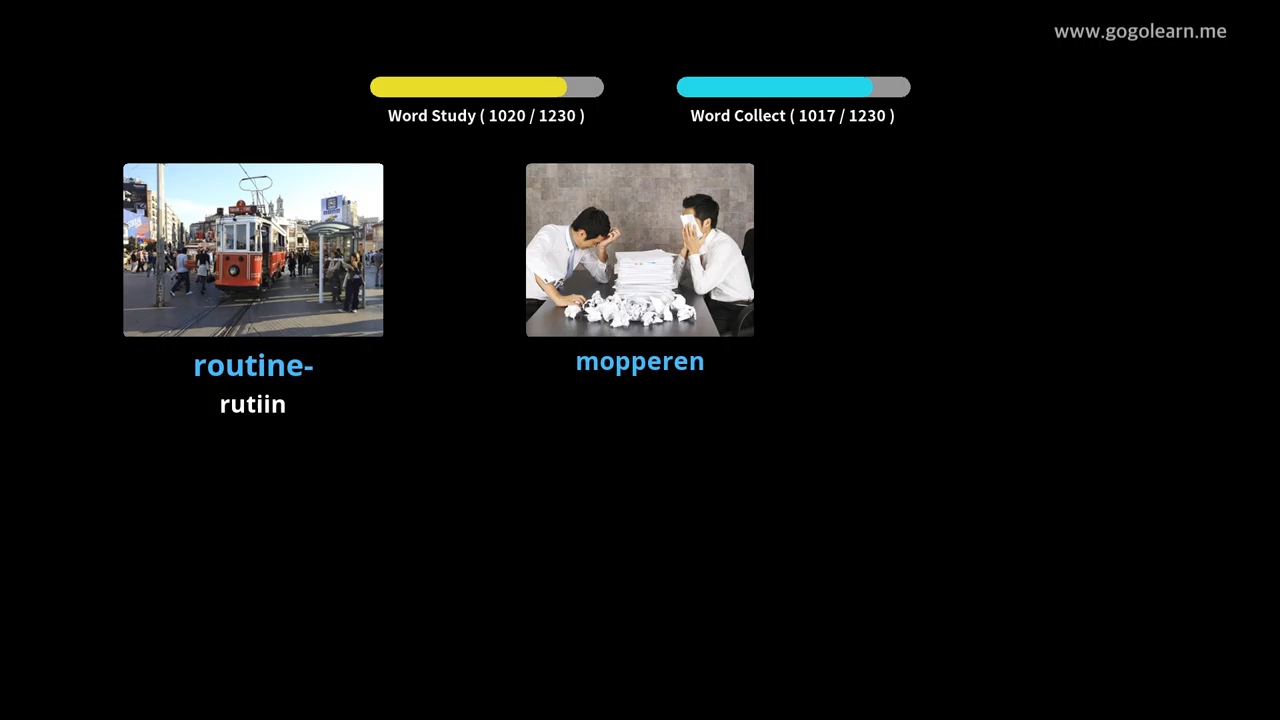 www.gogolearn.me
Word Study ( 1020 / 1230 )
Word Collect ( 1017 / 1230 )
routine-
rutiin
mopperen